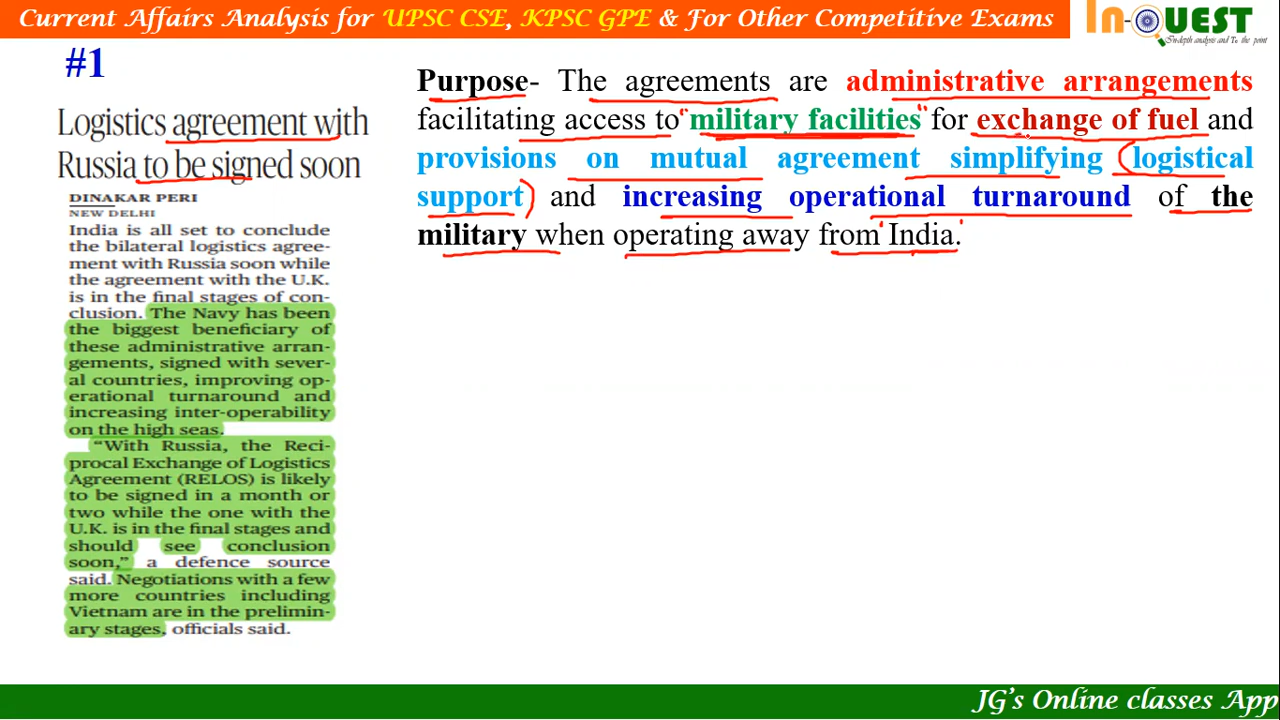 Current Affairs Analysis for UPSC CSE, KPSC GPE & For Other Competitive Exams
In-QUEST
In-depth analysis and To the point
#1
Logistics agreement with
Russia to be signed soon
DINAKAR PERI
NEW DELHI
India is all set to conclude
the bilateral logistics agree-
ment with Russia soon while
the agreement with the U.K.
is in the final stages of con-
clusion. The Navy has been
the biggest beneficiary of
these administrative arran-
gements, signed with sever-
al countries, improving op-
erational turnaround and
increasing inter-operability
on the high seas.
“With Russia, the Reci-
procal Exchange of Logistics
Agreement (RELOS) is likely
to be signed in a month or
two while the one with the
U.K. is in the final stages and
should see conclusion
soon,” a defence source
said. Negotiations with a few
more countries including
Vietnam are in the prelimin-
ary stages, officials said.
Purpose- The agreements are administrative arrangements
facilitating access to "military facilities" for exchange of fuel and
provisions on mutual agreement simplifying (logistical
support) and increasing operational turnaround of the
military when operating away from 'India.'
JG's Online classes App